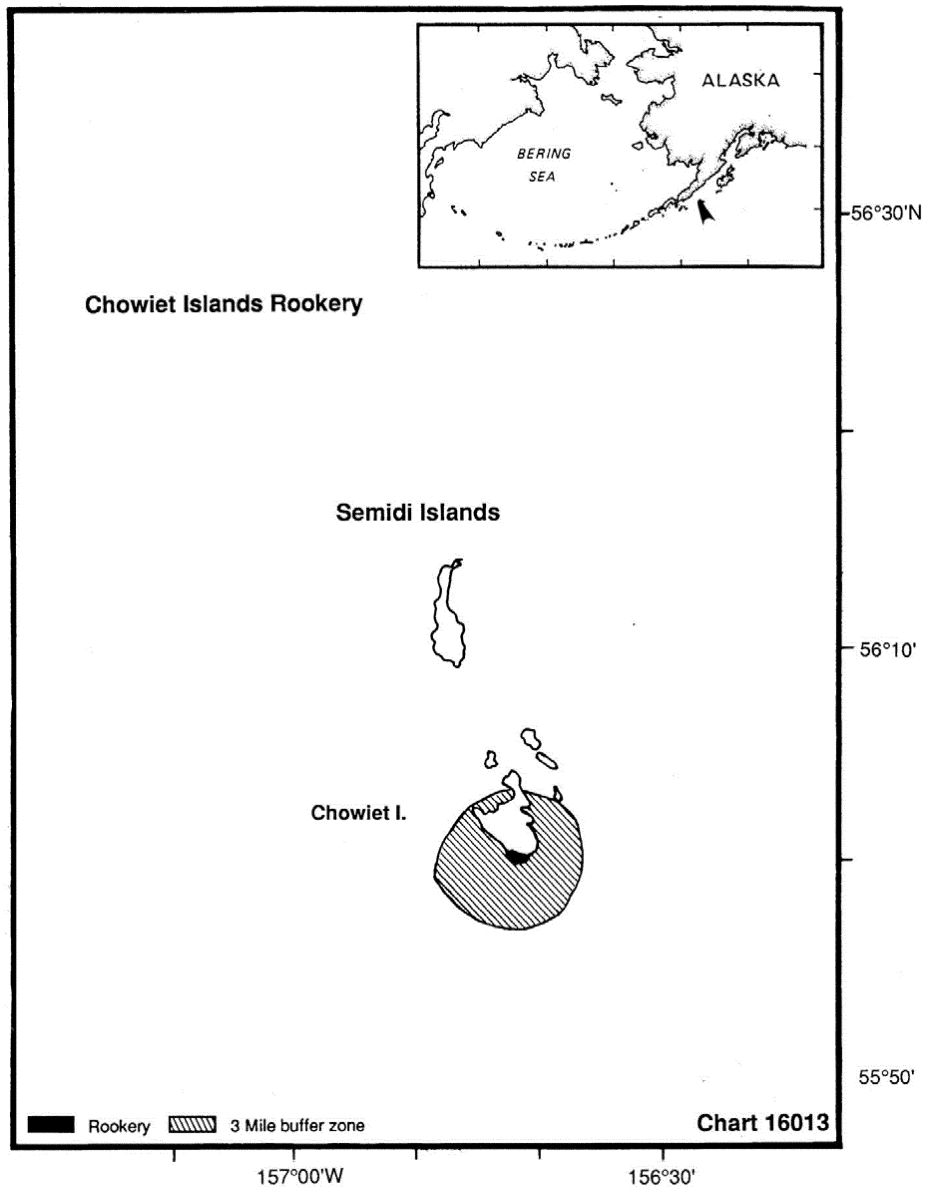 ALASKA
BERING
SEA
56°30'N
Chowiet Islands Rookery
Semidi Islands
56°10'
Chowiet I.
55°50'
Rookery 3 Mile buffer zone Chart 16013
157°00'W 156°30'